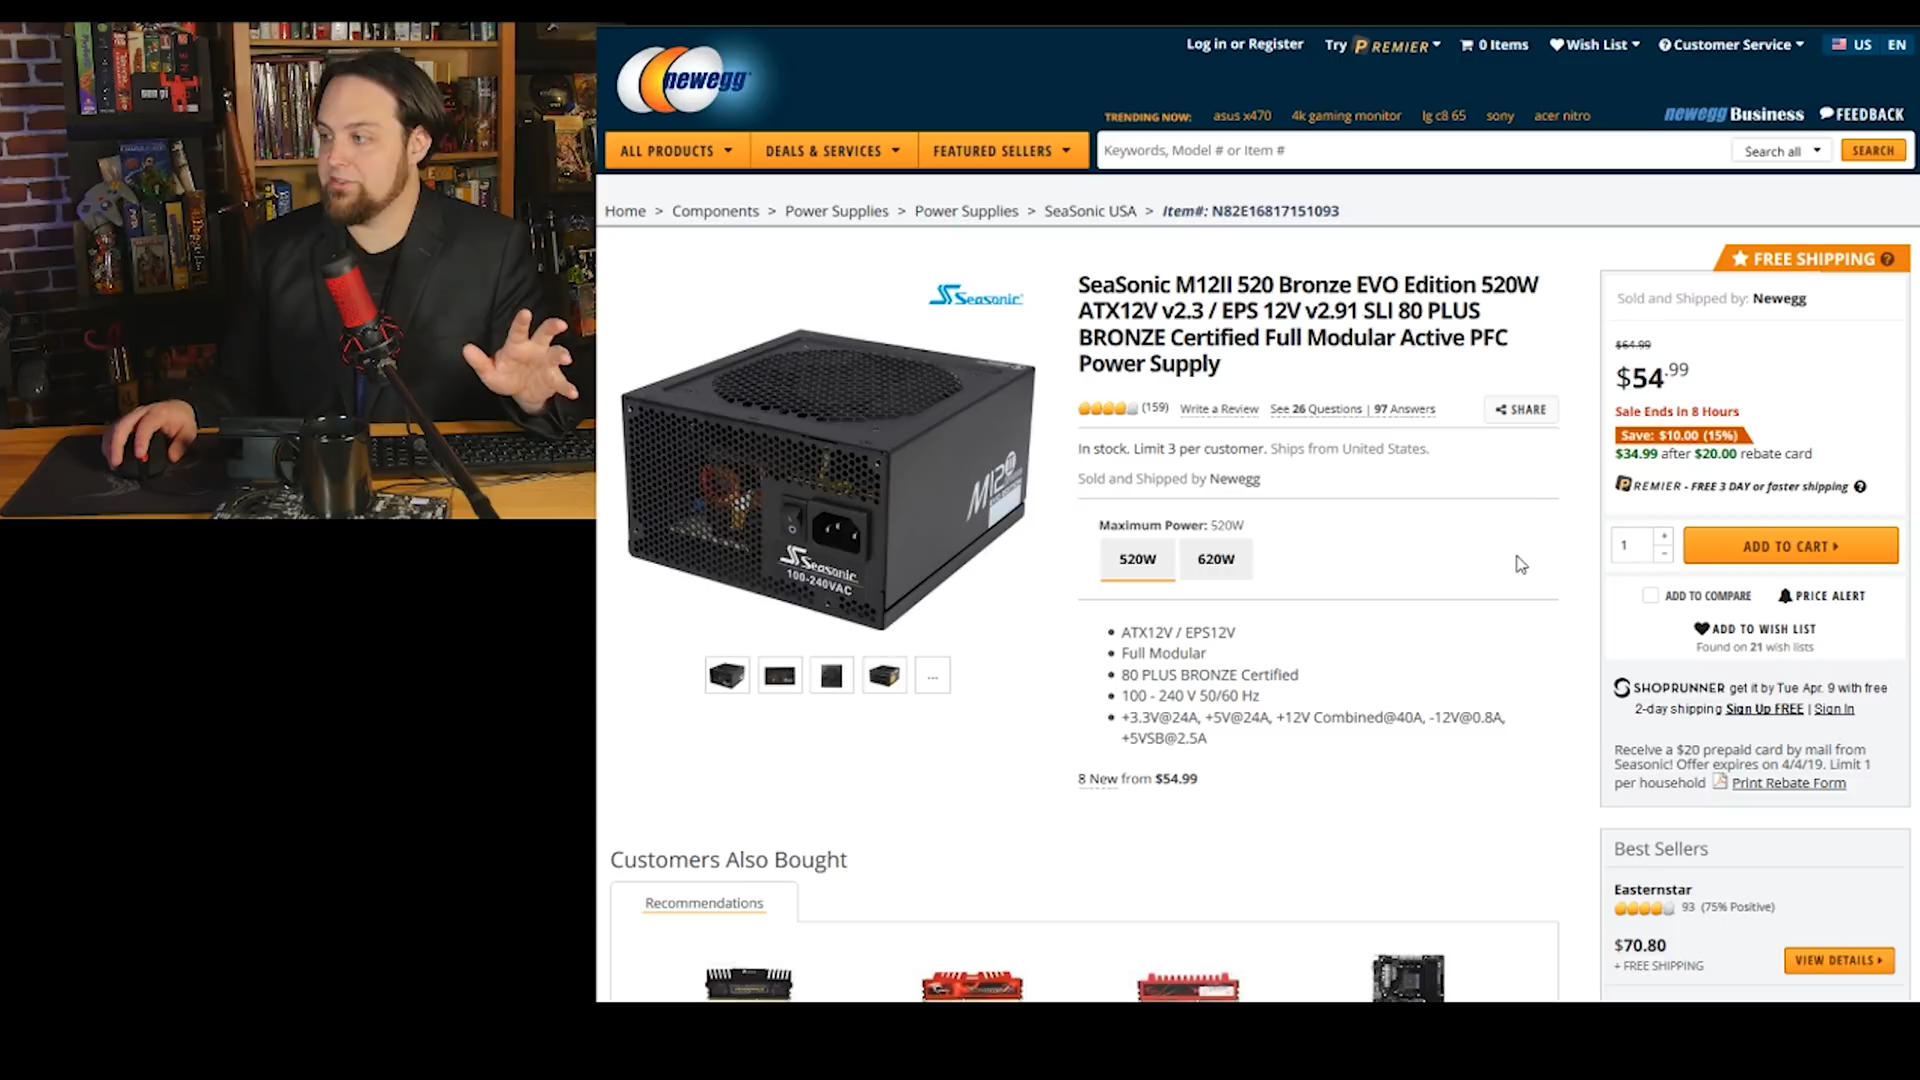 newegg
Log in or Register
Try PREMIER
0 Items
Wish List
Customer Service
US
EN
TRENDING NOW: asus x470 4k gaming monitor lg c8 65 sony acer nitro
newegg Business
FEEDBACK
ALL PRODUCTS
DEALS & SERVICES
FEATURED SELLERS
Keywords, Model # or Item #
Search all
SEARCH
Home > Components > Power Supplies > Power Supplies > SeaSonic USA > Item#: N82E16817151093
Seasonic
M12II
Seasonic
100-240VAC
...
SeaSonic M12II 520 Bronze EVO Edition 520W
ATX12V v2.3 / EPS 12V v2.91 SLI 80 PLUS
BRONZE Certified Full Modular Active PFC
Power Supply
(159) Write a Review See 26 Questions | 97 Answers
SHARE
In stock. Limit 3 per customer. Ships from United States.
Sold and Shipped by Newegg
Maximum Power: 520W
520W
620W
• ATX12V / EPS12V
• Full Modular
• 80 PLUS BRONZE Certified
• 100 - 240 V 50/60 Hz
• +3.3V@24A, +5V@24A, +12V Combined@40A, -12V@0.8A,
+5VSB@2.5A
8 New from $54.99
FREE SHIPPING
Sold and Shipped by: Newegg
$64.99
$54.99
Sale Ends in 8 Hours
Save: $10.00 (15%)
$34.99 after $20.00 rebate card
PREMIER - FREE 3 DAY or faster shipping
1
+
−
ADD TO CART
ADD TO COMPARE
PRICE ALERT
ADD TO WISH LIST
Found on 21 wish lists
SHOPRUNNER get it by Tue Apr. 9 with free
2-day shipping Sign Up FREE | Sign In
Receive a $20 prepaid card by mail from
Seasonic! Offer expires on 4/4/19. Limit 1
per household Print Rebate Form
Best Sellers
Easternstar
93 (75% Positive)
$70.80
+ FREE SHIPPING
VIEW DETAILS
Customers Also Bought
Recommendations